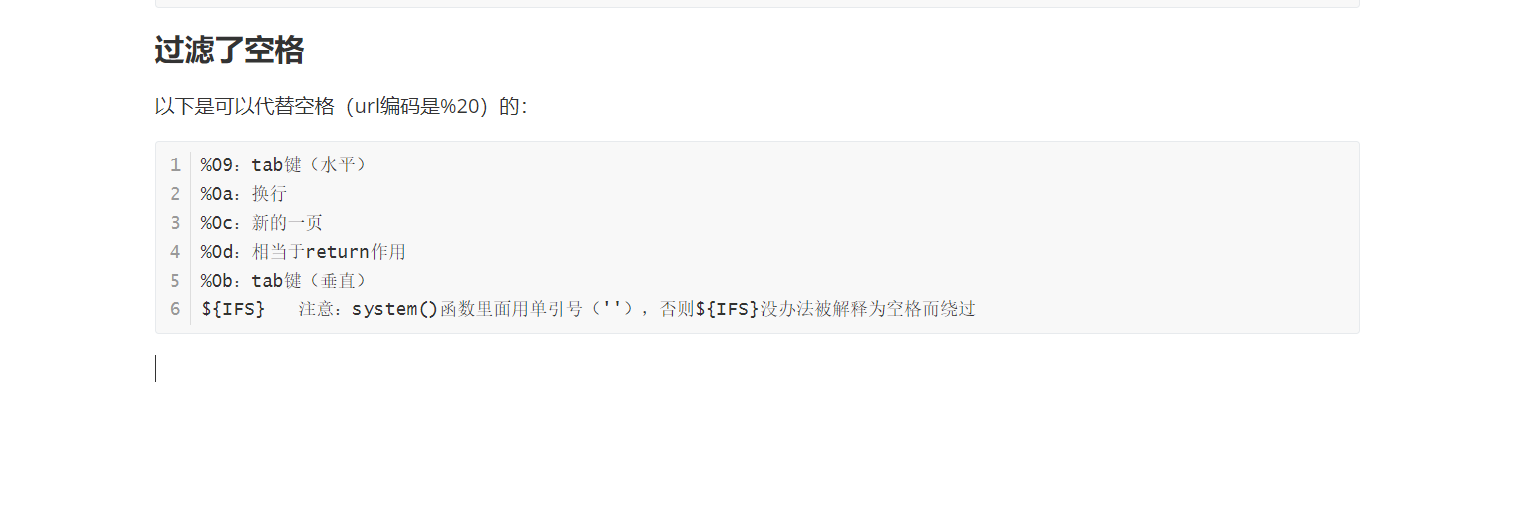 过滤了空格
以下是可以代替空格（url编码是%20）的：
1 %09：tab键（水平）
2 %0a：换行
3 %0c：新的一页
4 %0d：相当于return作用
5 %0b：tab键（垂直）
6 ${IFS}   注意：system()函数里面用单引号（''），否则${IFS}没办法被解释为空格而绕过